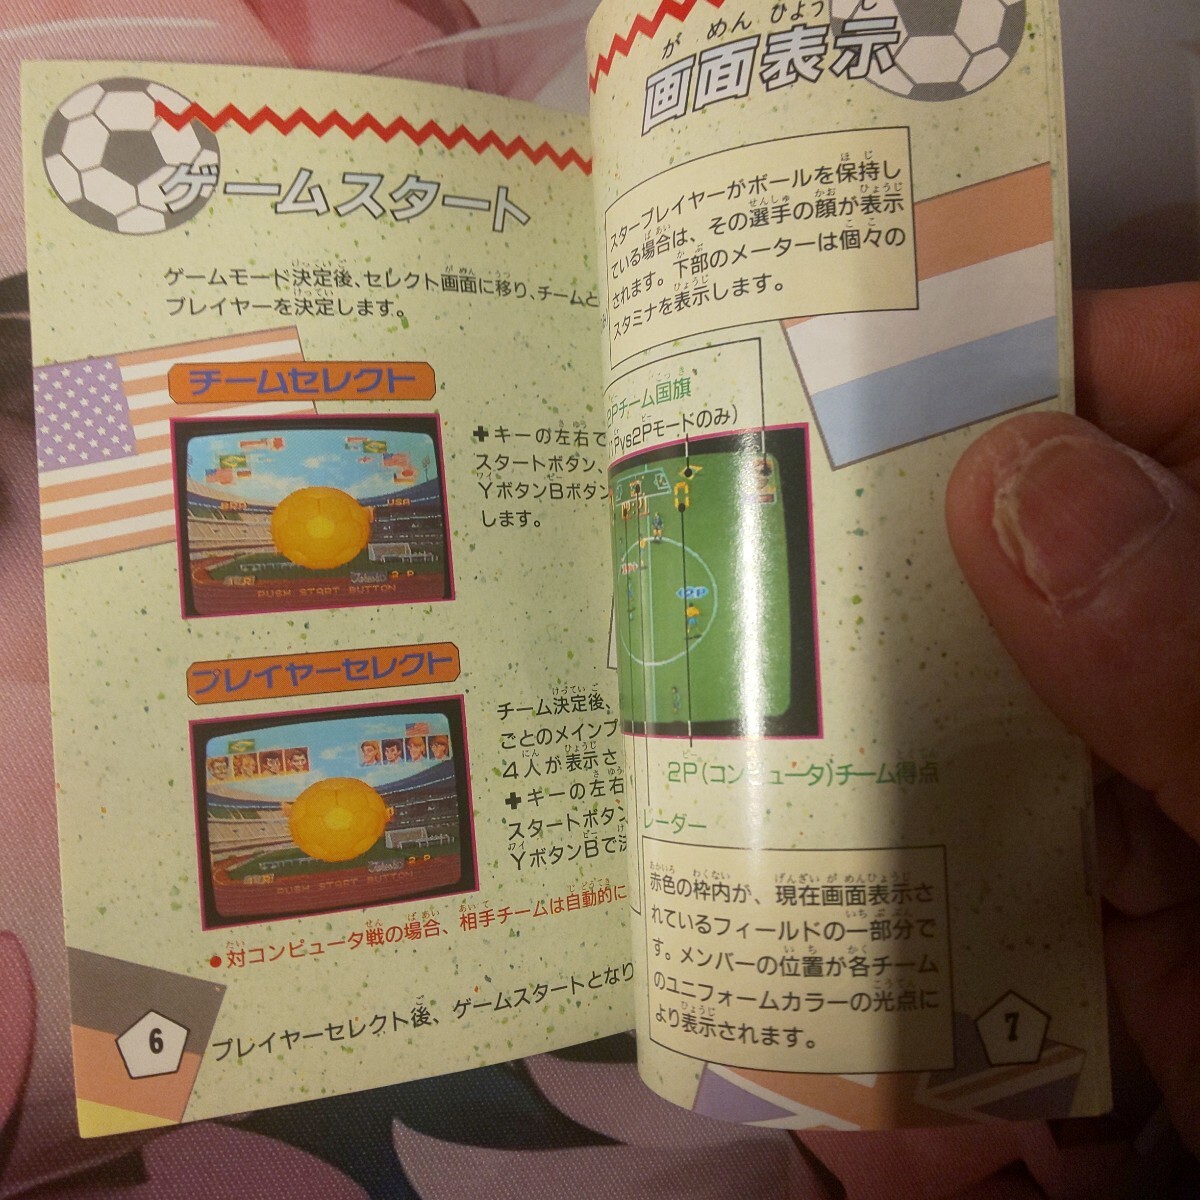 ゲームスタート
ゲームモード決定後、セレクト画面に移り、チームと
プレイヤーを決定します。
チームセレクト
✚キーの左右で
スタートボタン、
YボタンBボタン
します。
BRA
USA
2P
PUSH START BUTTON
プレイヤーセレクト
チーム決定後、
ごとのメインプ
4人が表示さ
✚キーの左右
スタートボタン
YボタンBで決
2P
PUSH START BUTTON
●対コンピュータ戦の場合、相手チームは自動的に
プレイヤーセレクト後、ゲームスタートとなり
6
画面表示
スタープレイヤーがボールを保持し
ている場合は、その選手の顔が表示
されます。下部のメーターは個々の
スタミナを表示します。
2Pチーム国旗
Pvs2Pモードのみ)
2P
2P(コンピュータ)チーム得点
レーダー
赤色の枠内が、現在画面表示さ
れているフィールドの一部分で
す。メンバーの位置が各チーム
のユニフォームカラーの光点に
より表示されます。
7